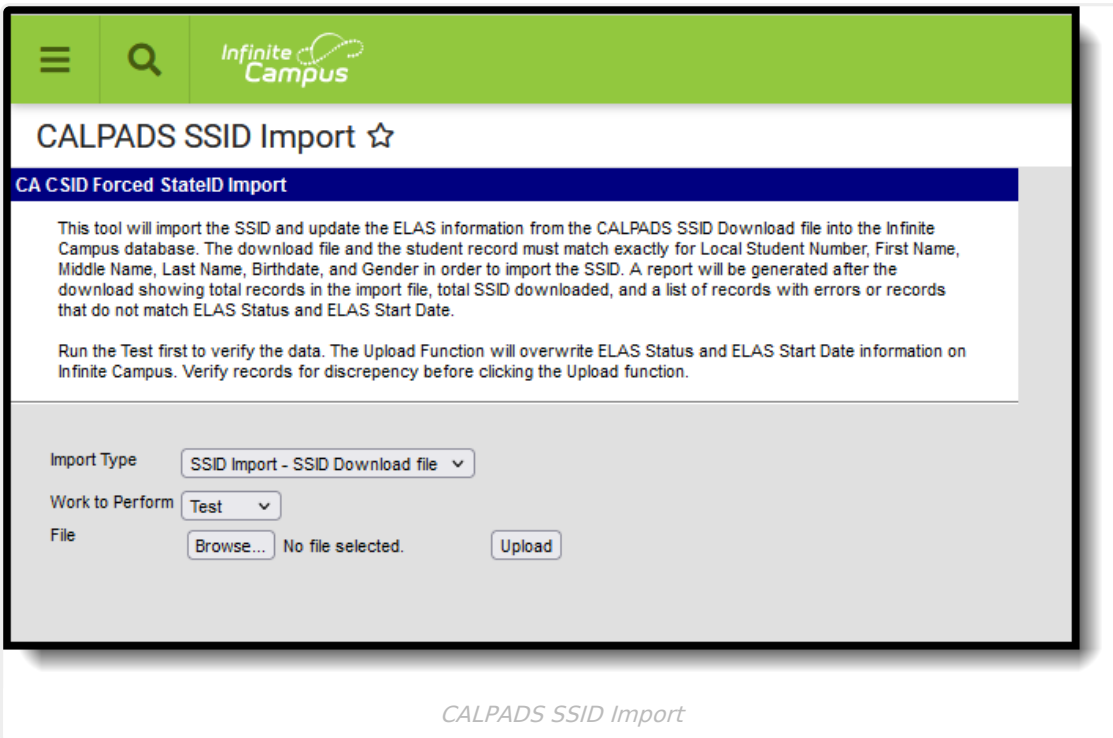 Infinite
Campus
CALPADS SSID Import
CA CSID Forced StateID Import
This tool will import the SSID and update the ELAS information from the CALPADS SSID Download file into the Infinite
Campus database. The download file and the student record must match exactly for Local Student Number, First Name,
Middle Name, Last Name, Birthdate, and Gender in order to import the SSID. A report will be generated after the
download showing total records in the import file, total SSID downloaded, and a list of records with errors or records
that do not match ELAS Status and ELAS Start Date.
Run the Test first to verify the data. The Upload Function will overwrite ELAS Status and ELAS Start Date information on
Infinite Campus. Verify records for discrepency before clicking the Upload function.
Import Type SSID Import - SSID Download file
Work to Perform Test
File Browse... No file selected. Upload
CALPADS SSID Import